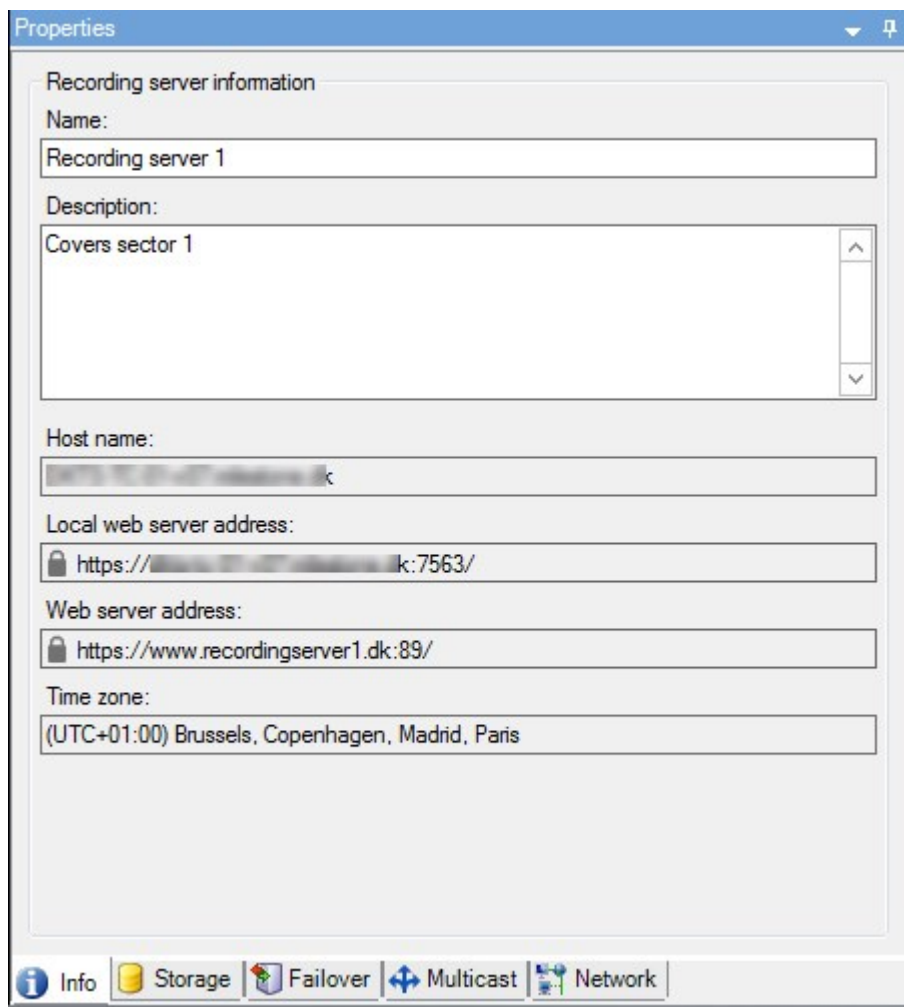 Properties
Recording server information
Name:
Recording server 1
Description:
Covers sector 1
Host name:
k
Local web server address:
https:// k:7563/
Web server address:
https://www.recordingserver1.dk:89/
Time zone:
(UTC+01:00) Brussels, Copenhagen, Madrid, Paris
Info Storage Failover Multicast Network